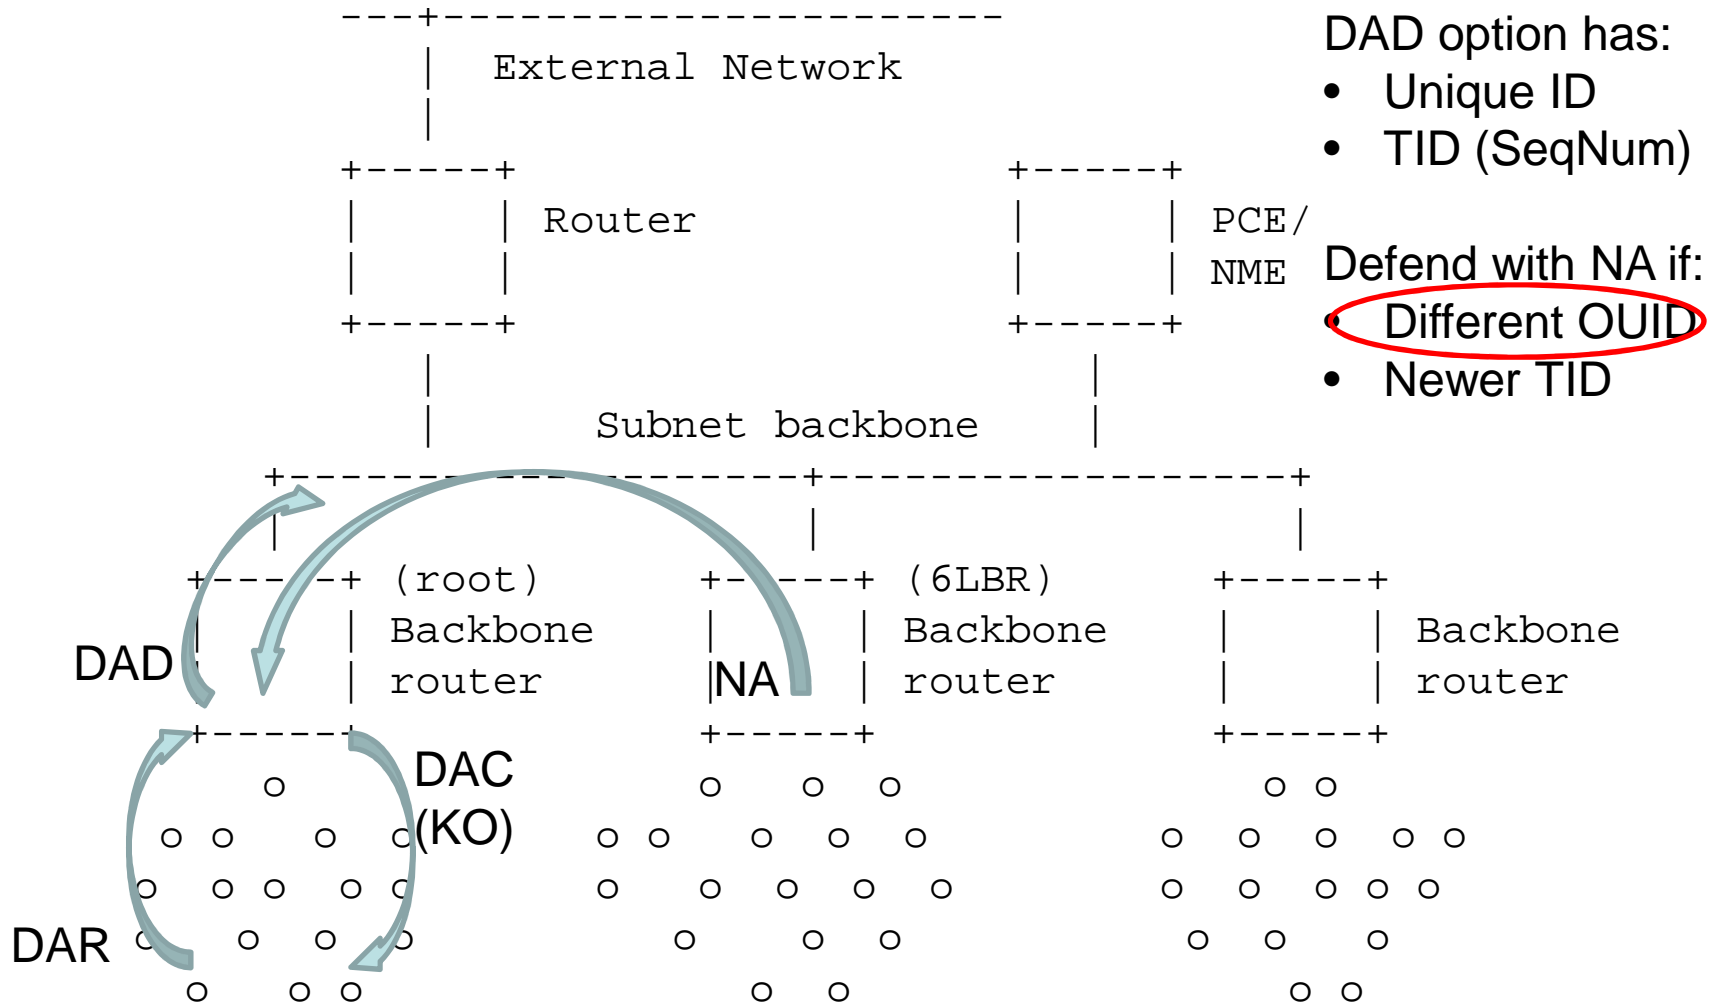 External Network
DAD option has:
• Unique ID
• TID (SeqNum)
Router
PCE/
NME
Defend with NA if:
• Different OUID
• Newer TID
Subnet backbone
(root)
Backbone
router
(6LBR)
Backbone
router
Backbone
router
DAD
NA
DAC
(KO)
DAR